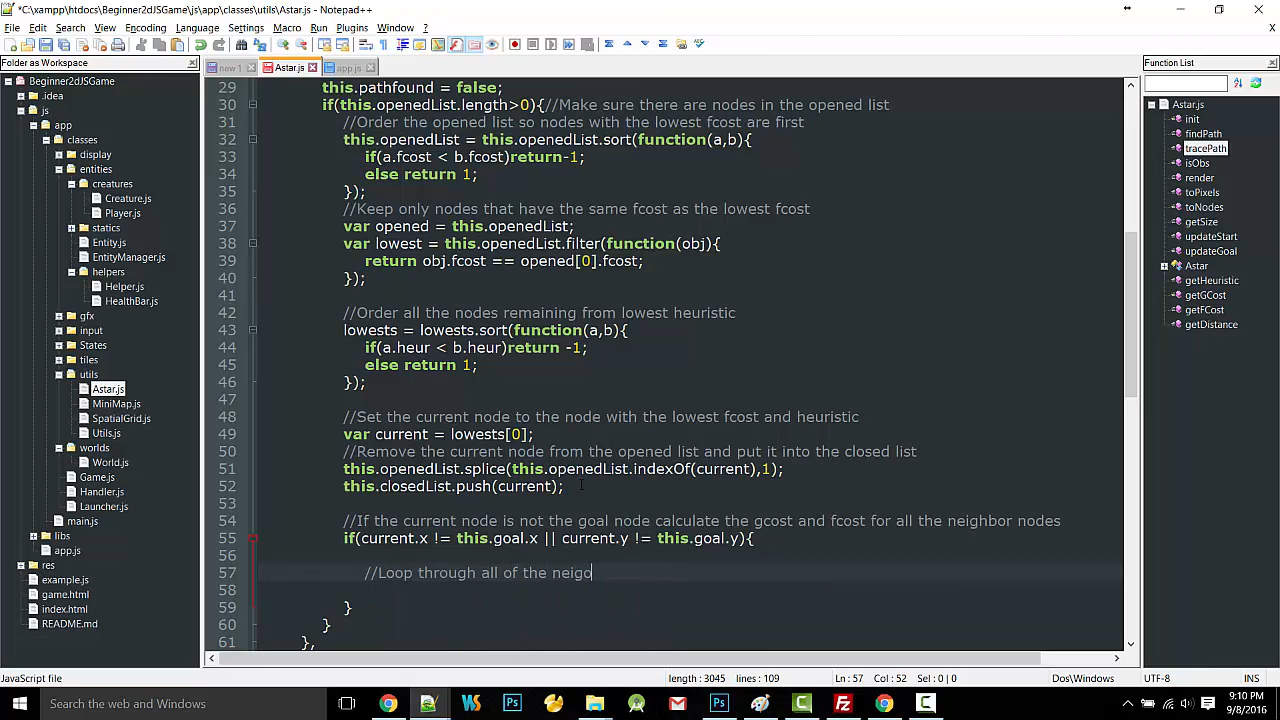 *C:\xampp\htdocs\Beginner2dJSGame\js\app\classes\utils\Astar.js - Notepad++
File Edit Search View Encoding Language Settings Macro Run Plugins Window ?
X
Folder as Workspace
Beginner2dJSGame
.idea
js
app
classes
display
entities
creatures
Creature.js
Player.js
statics
Entity.js
EntityManager.js
helpers
Helper.js
HealthBar.js
gfx
input
States
tiles
utils
Astar.js
MiniMap.js
SpatialGrid.js
Utils.js
worlds
World.js
Game.js
Handler.js
Launcher.js
main.js
libs
app.js
res
example.js
game.html
index.html
README.md
new 1 Astar.js app.js
29 this.pathfound = false;
30 if(this.openedList.length>0){//Make sure there are nodes in the opened list
31 //Order the opened list so nodes with the lowest fcost are first
32 this.openedList = this.openedList.sort(function(a,b){
33 if(a.fcost < b.fcost)return-1;
34 else return 1;
35 });
36 //Keep only nodes that have the same fcost as the lowest fcost
37 var opened = this.openedList;
38 var lowest = this.openedList.filter(function(obj){
39 return obj.fcost == opened[0].fcost;
40 });
41
42 //Order all the nodes remaining from lowest heuristic
43 lowests = lowests.sort(function(a,b){
44 if(a.heur < b.heur)return -1;
45 else return 1;
46 });
47
48 //Set the current node to the node with the lowest fcost and heuristic
49 var current = lowests[0];
50 //Remove the current node from the opened list and put it into the closed list
51 this.openedList.splice(this.openedList.indexOf(current),1);
52 this.closedList.push(current);
53
54 //If the current node is not the goal node calculate the gcost and fcost for all the neighbor nodes
55 if(current.x != this.goal.x || current.y != this.goal.y){
56
57 //Loop through all of the neigo
58
59 }
60 }
61 },
Function List
Astar.js
init
findPath
tracePath
isObs
render
toPixels
toNodes
getSize
updateStart
updateGoal
Astar
getHeuristic
getGCost
getFCost
getDistance
JavaScript file length : 3045 lines : 109 Ln : 57 Col : 52 Sel : 0 | 0 Dos\Windows UTF-8 INS
Search the web and Windows
9:10 PM
9/8/2016